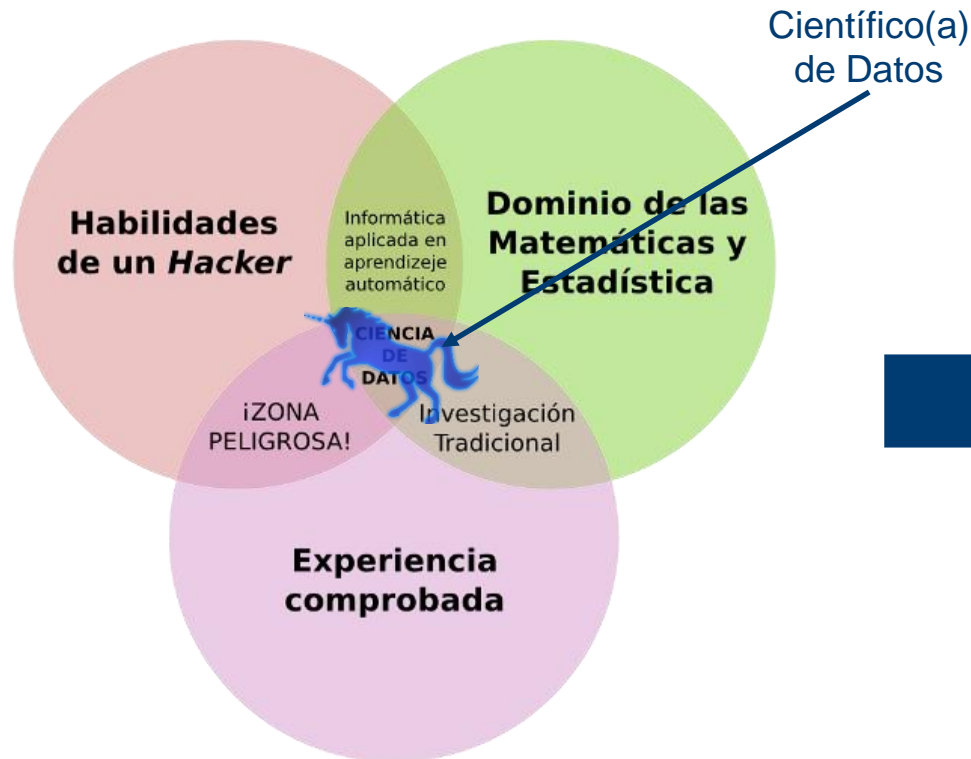 Científico(a)
de Datos
Habilidades
de un Hacker
Informática
aplicada en
aprendizeje
automático
Dominio de las
Matemáticas y
Estadística
CIENCIA
DE
DATOS
¡ZONA
PELIGROSA!
Investigación
Tradicional
Experiencia
comprobada